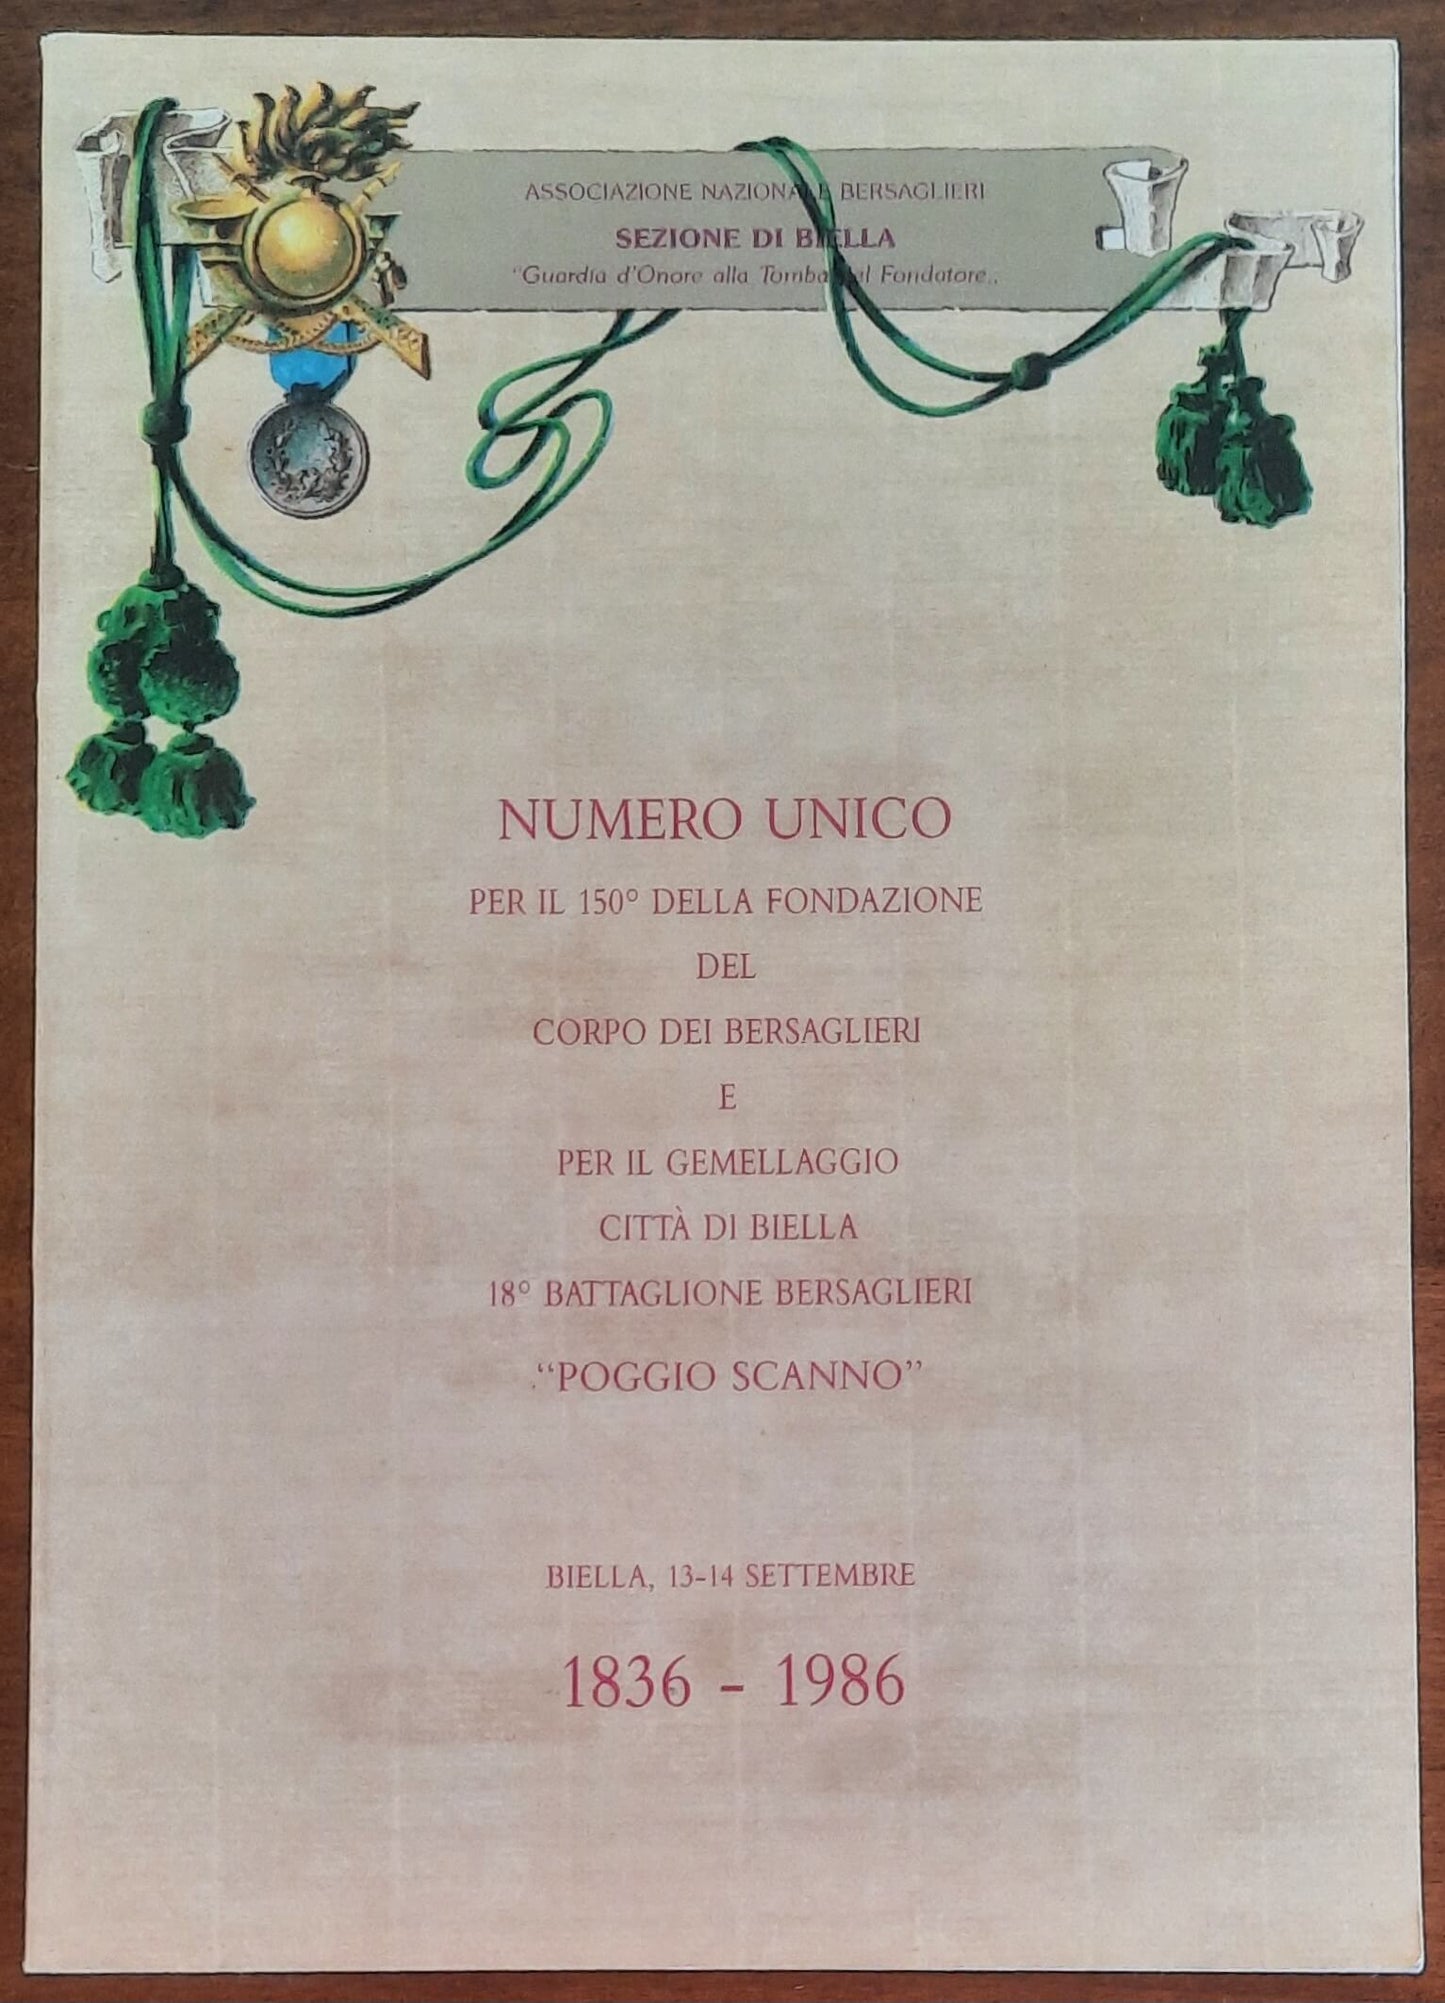 ASSOCIAZIONE NAZIONALE BERSAGLIERI
SEZIONE DI BIELLA
"Guardia d'Onore alla Tomba del Fondatore„
NUMERO UNICO
PER IL 150° DELLA FONDAZIONE
DEL
CORPO DEI BERSAGLIERI
E
PER IL GEMELLAGGIO
CITTÀ DI BIELLA
18° BATTAGLIONE BERSAGLIERI
“POGGIO SCANNO”
BIELLA, 13-14 SETTEMBRE
1836 - 1986